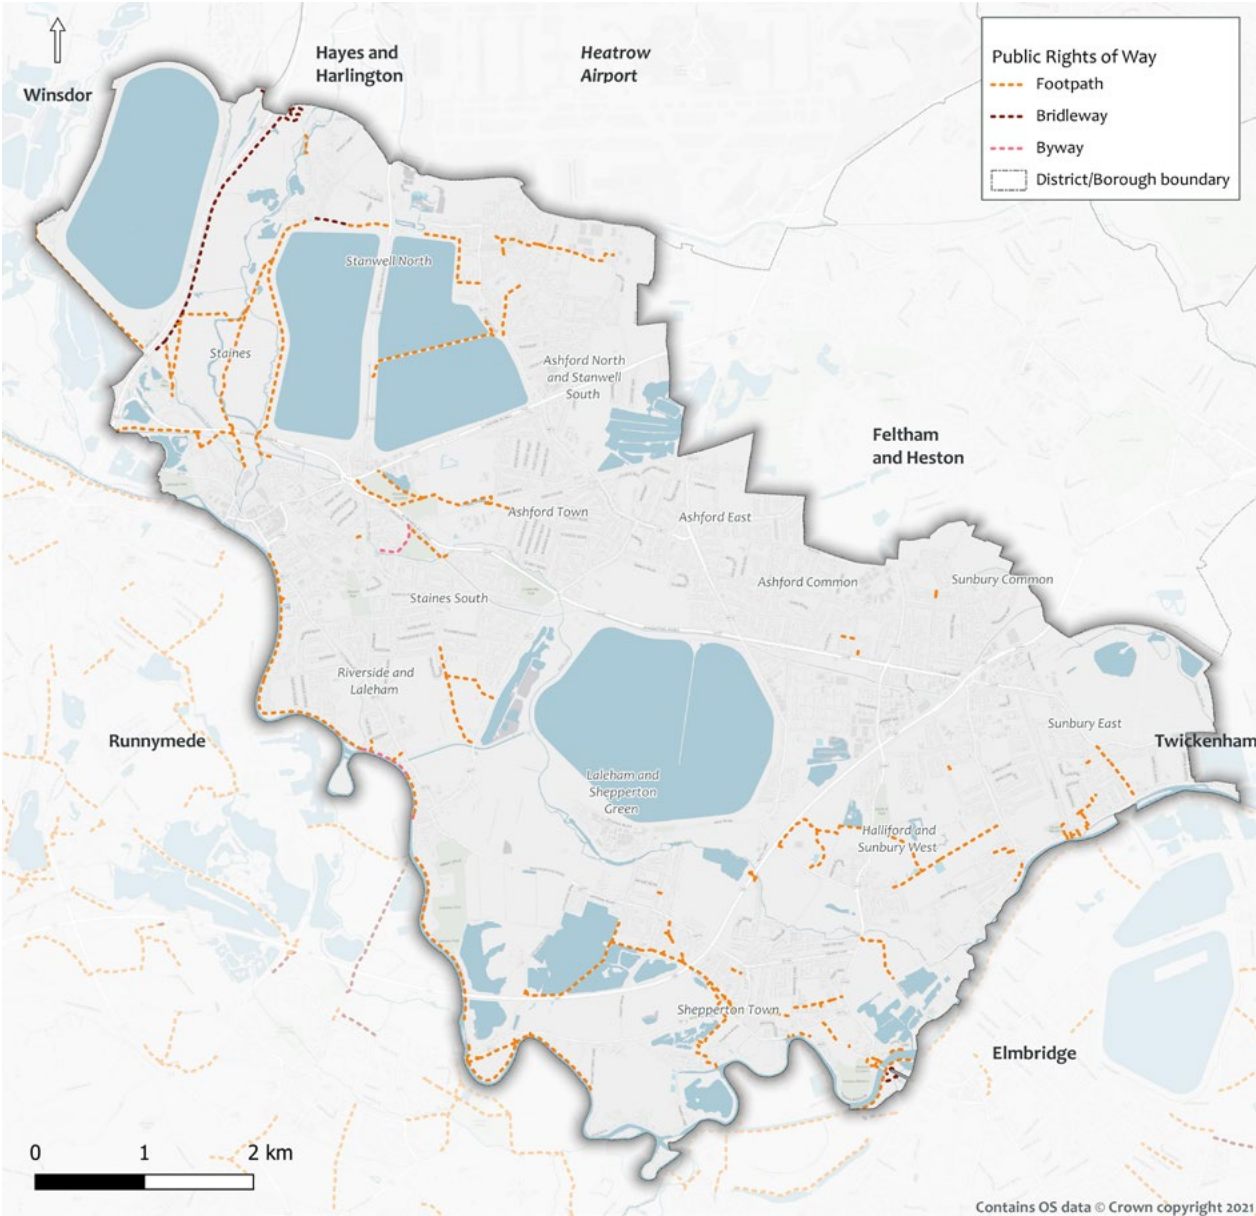 Hayes and
Harlington
Heatrow
Airport
Winsdor
Public Rights of Way
Footpath
Bridleway
Byway
District/Borough boundary
Stanwell North
Staines
Ashford North
and Stanwell
South
Feltham
and Heston
Ashford Town
Ashford East
Ashford Common
Sunbury Common
Staines South
Riverside and
Laleham
Sunbury East
Runnymede
Twickenham
Laleham and
Shepperton
Green
Halliford and
Sunbury West
Shepperton Town
Elmbridge
0 1 2 km
Contains OS data © Crown copyright 2021